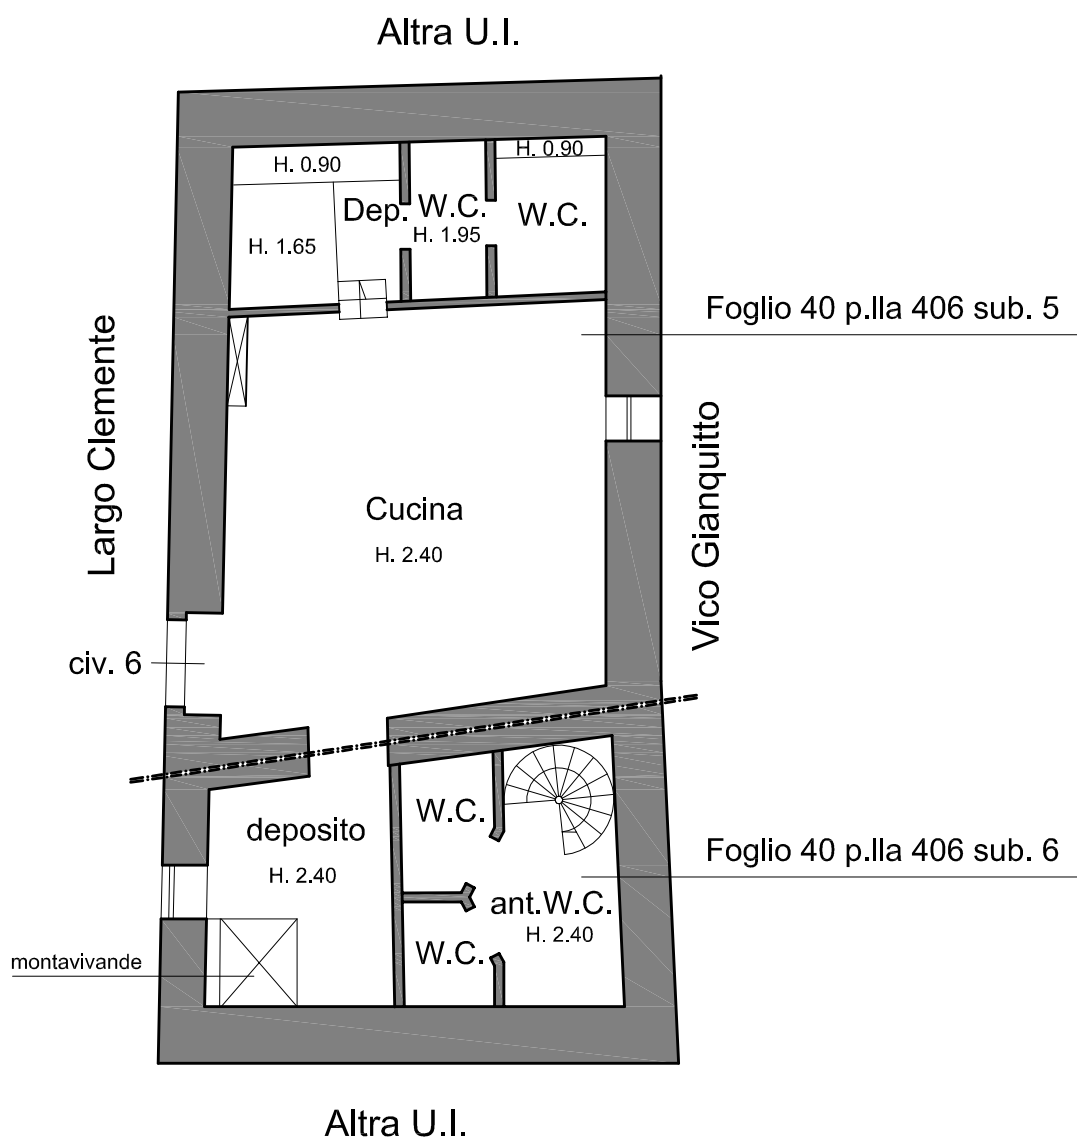 Altra U.I.
H. 0.90
H. 0.90
Dep.
W.C.
W.C.
H. 1.95
H. 1.65
Foglio 40 p.lla 406 sub. 5
Largo Clemente
Vico Gianquitto
Cucina
H. 2.40
civ. 6
W.C.
deposito
H. 2.40
Foglio 40 p.lla 406 sub. 6
ant.W.C.
H. 2.40
W.C.
montavivande
Altra U.I.